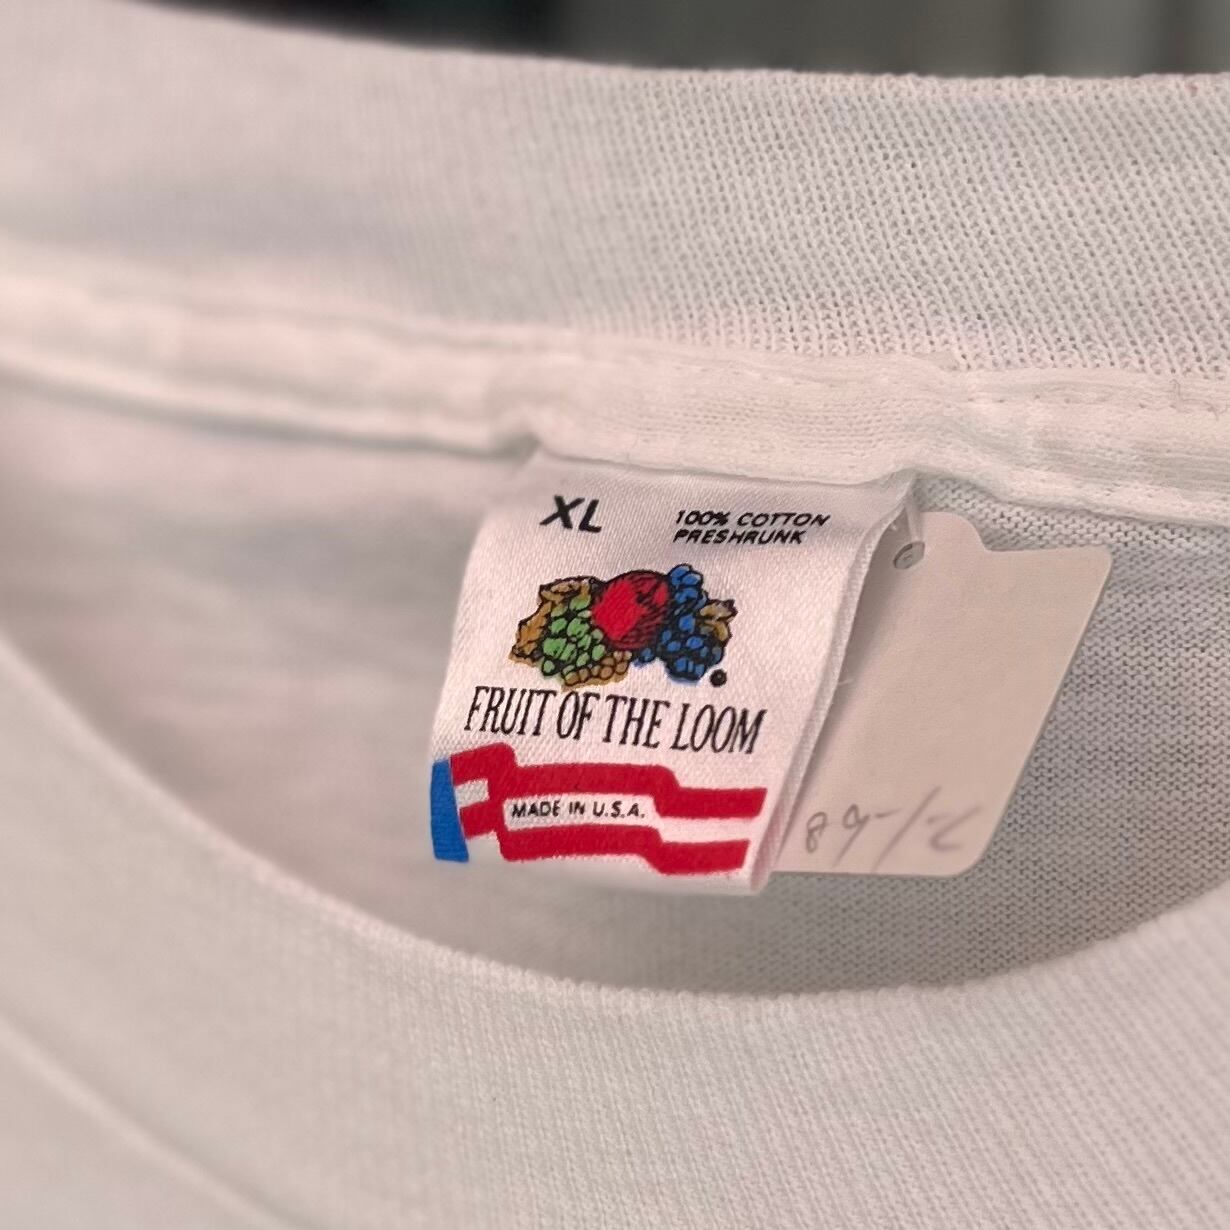 XL
100% COTTON
PRESHRUNK
FRUIT OF THE LOOM
MADE IN U.S.A.